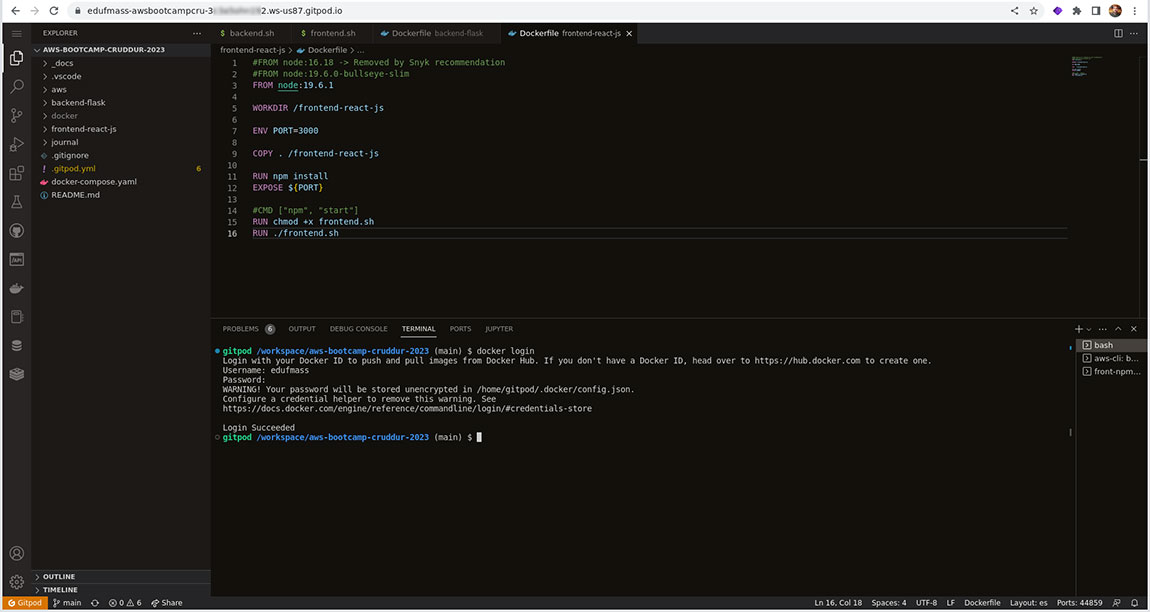 edufmass-awsbootcampcru-3 2.ws-us87.gitpod.io
EXPLORER
AWS-BOOTCAMP-CRUDDUR-2023
_docs
.vscode
aws
backend-flask
docker
frontend-react-js
journal
.gitignore
.gitpod.yml 6
docker-compose.yaml
README.md
OUTLINE
TIMELINE
$ backend.sh $ frontend.sh Dockerfile backend-flask Dockerfile frontend-react-js
frontend-react-js > Dockerfile > ...
1 #FROM node:16.18 -> Removed by Snyk recommendation
2 #FROM node:19.6.0-bullseye-slim
3 FROM node:19.6.1
4
5 WORKDIR /frontend-react-js
6
7 ENV PORT=3000
8
9 COPY . /frontend-react-js
10
11 RUN npm install
12 EXPOSE ${PORT}
13
14 #CMD ["npm", "start"]
15 RUN chmod +x frontend.sh
16 RUN ./frontend.sh
PROBLEMS 6 OUTPUT DEBUG CONSOLE TERMINAL PORTS JUPYTER
gitpod /workspace/aws-bootcamp-cruddur-2023 (main) $ docker login
Login with your Docker ID to push and pull images from Docker Hub. If you don't have a Docker ID, head over to https://hub.docker.com to create one.
Username: edufmass
Password:
WARNING! Your password will be stored unencrypted in /home/gitpod/.docker/config.json.
Configure a credential helper to remove this warning. See
https://docs.docker.com/engine/reference/commandline/login/#credentials-store
Login Succeeded
gitpod /workspace/aws-bootcamp-cruddur-2023 (main) $
bash
aws-cli: b...
front-npm...
Gitpod main 0 6 Share Ln 16, Col 18 Spaces: 4 UTF-8 LF Dockerfile Layout: es Ports: 44859